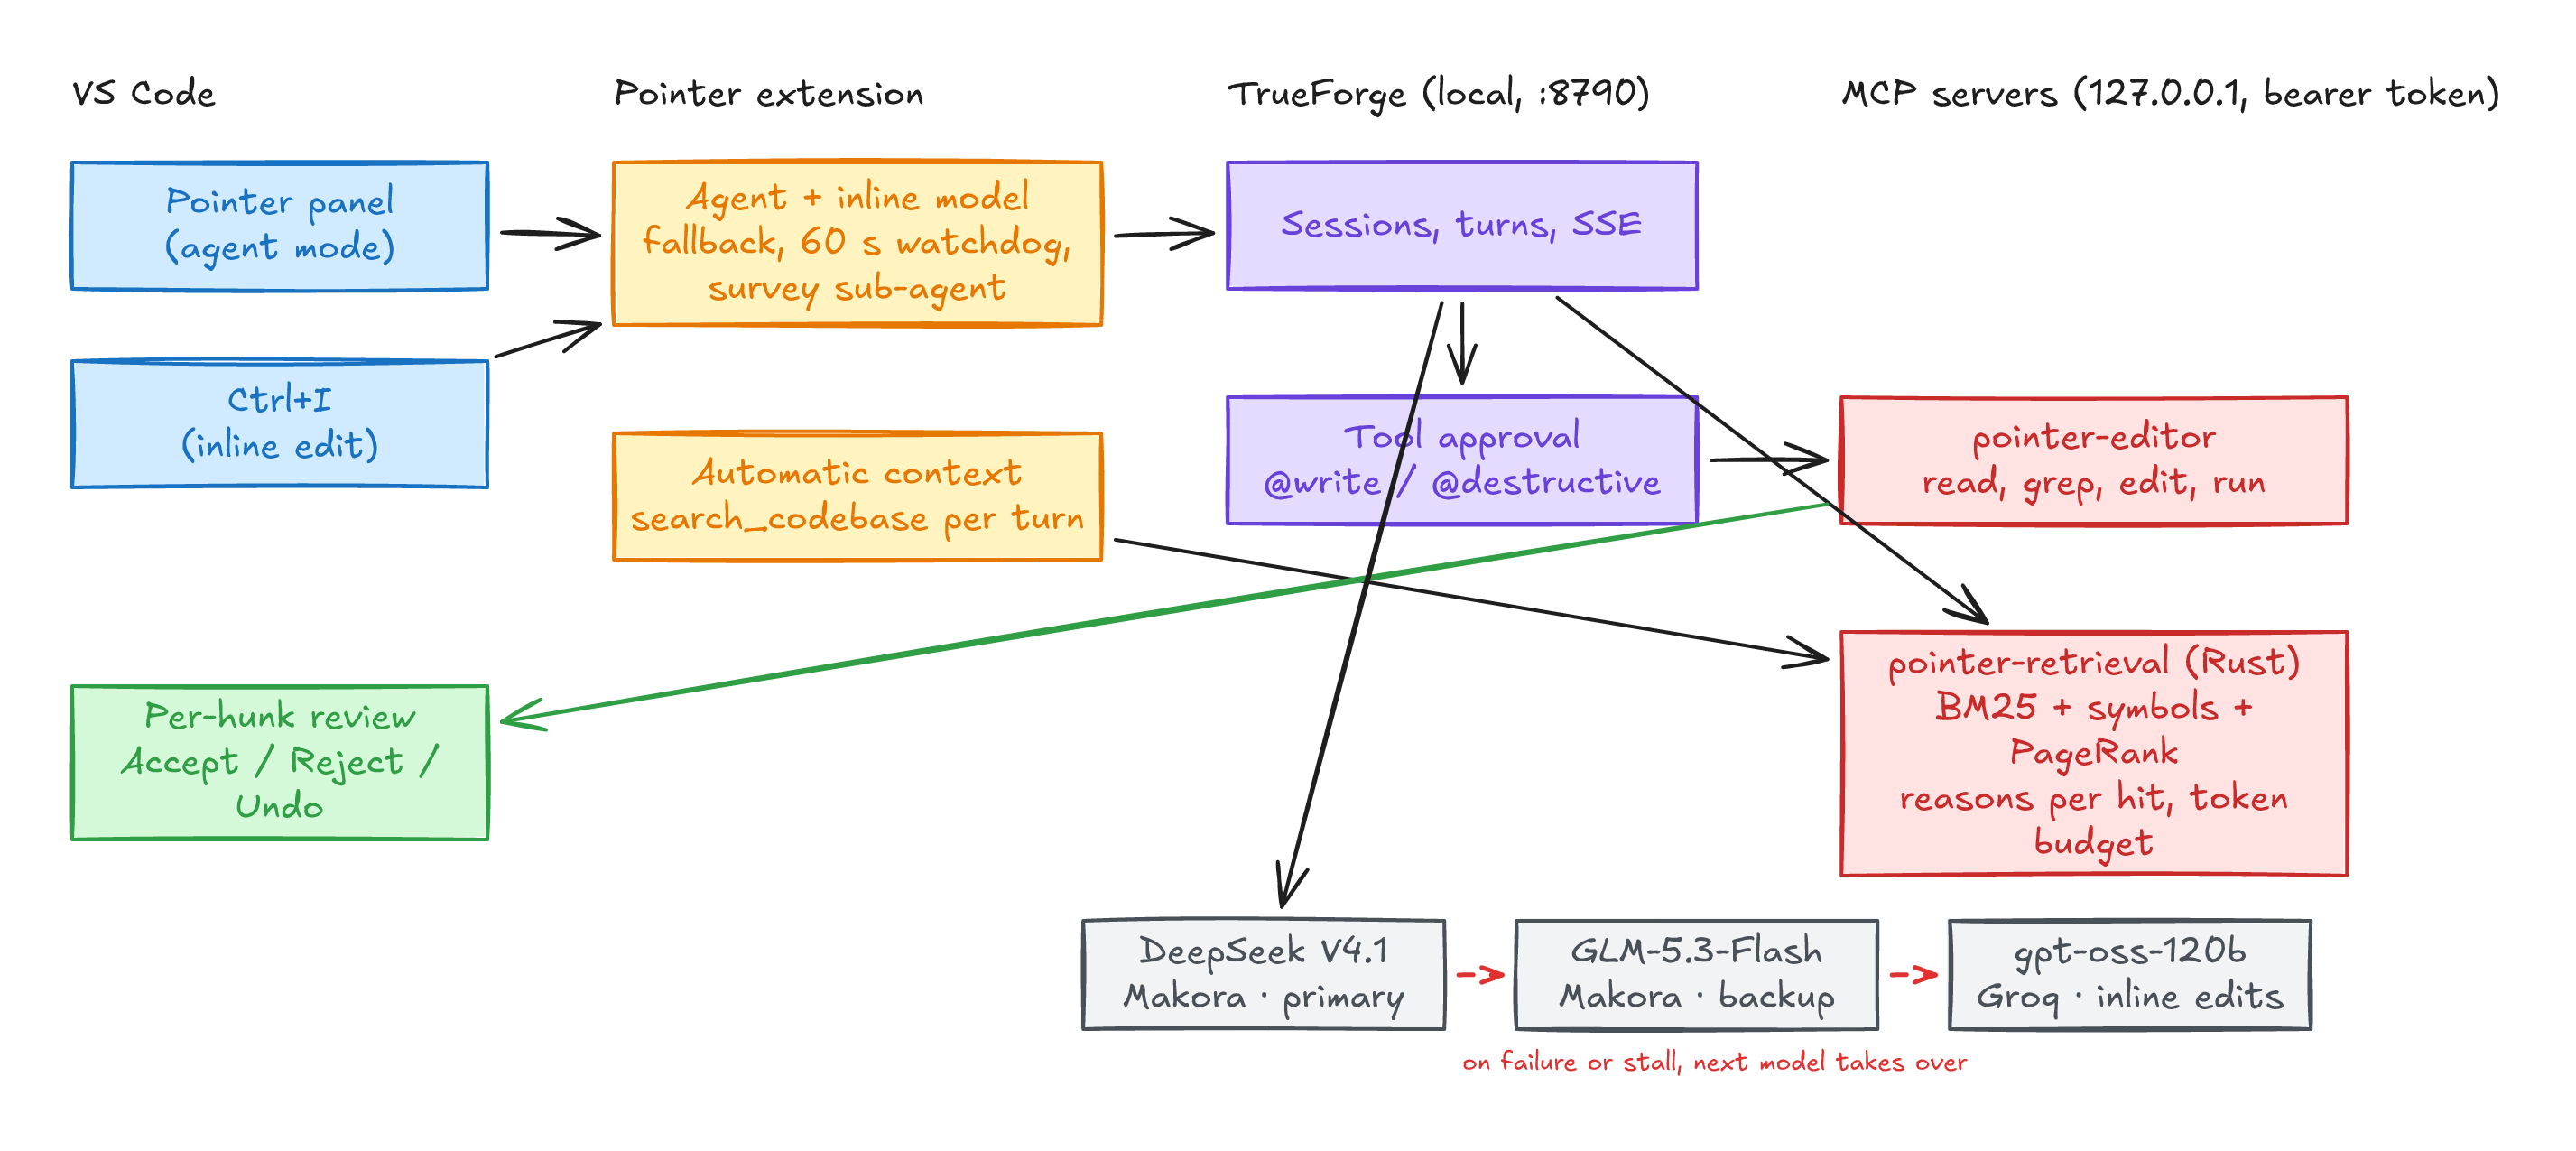 VS Code
Pointer extension
TrueForge (local, :8790)
MCP servers (127.0.0.1, bearer token)
Pointer panel
(agent mode)
Agent + inline model
fallback, 60 s watchdog,
survey sub-agent
Sessions, turns, SSE
Ctrl+I
(inline edit)
Automatic context
search_codebase per turn
Tool approval
@write / @destructive
pointer-editor
read, grep, edit, run
Per-hunk review
Accept / Reject /
Undo
pointer-retrieval (Rust)
BM25 + symbols +
PageRank
reasons per hit, token
budget
DeepSeek V4.1
Makora · primary
GLM-5.3-Flash
Makora · backup
gpt-oss-120b
Groq · inline edits
on failure or stall, next model takes over